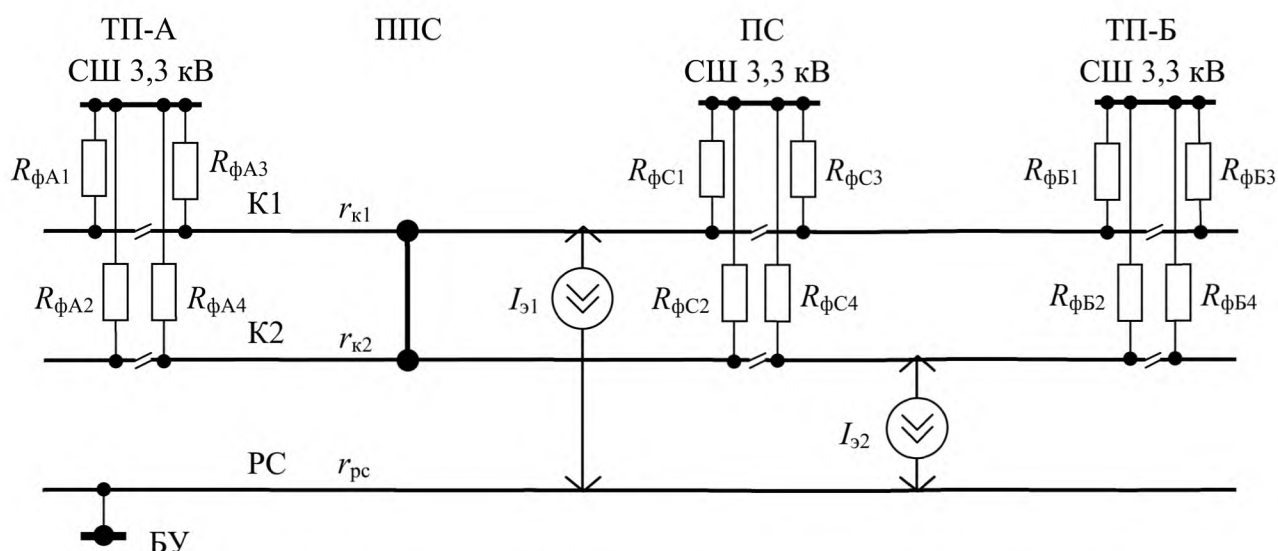 ТП-А ППС ПС ТП-Б
СШ 3,3 кВ СШ 3,3 кВ СШ 3,3 кВ
RфА1 RфА3 RфС1 RфС3 RфБ1 RфБ3
К1 rк1
RфА2 RфА4 Iэ1 RфС2 RфС4 RфБ2 RфБ4
К2 rк2
Iэ2
РС rрс
БУ